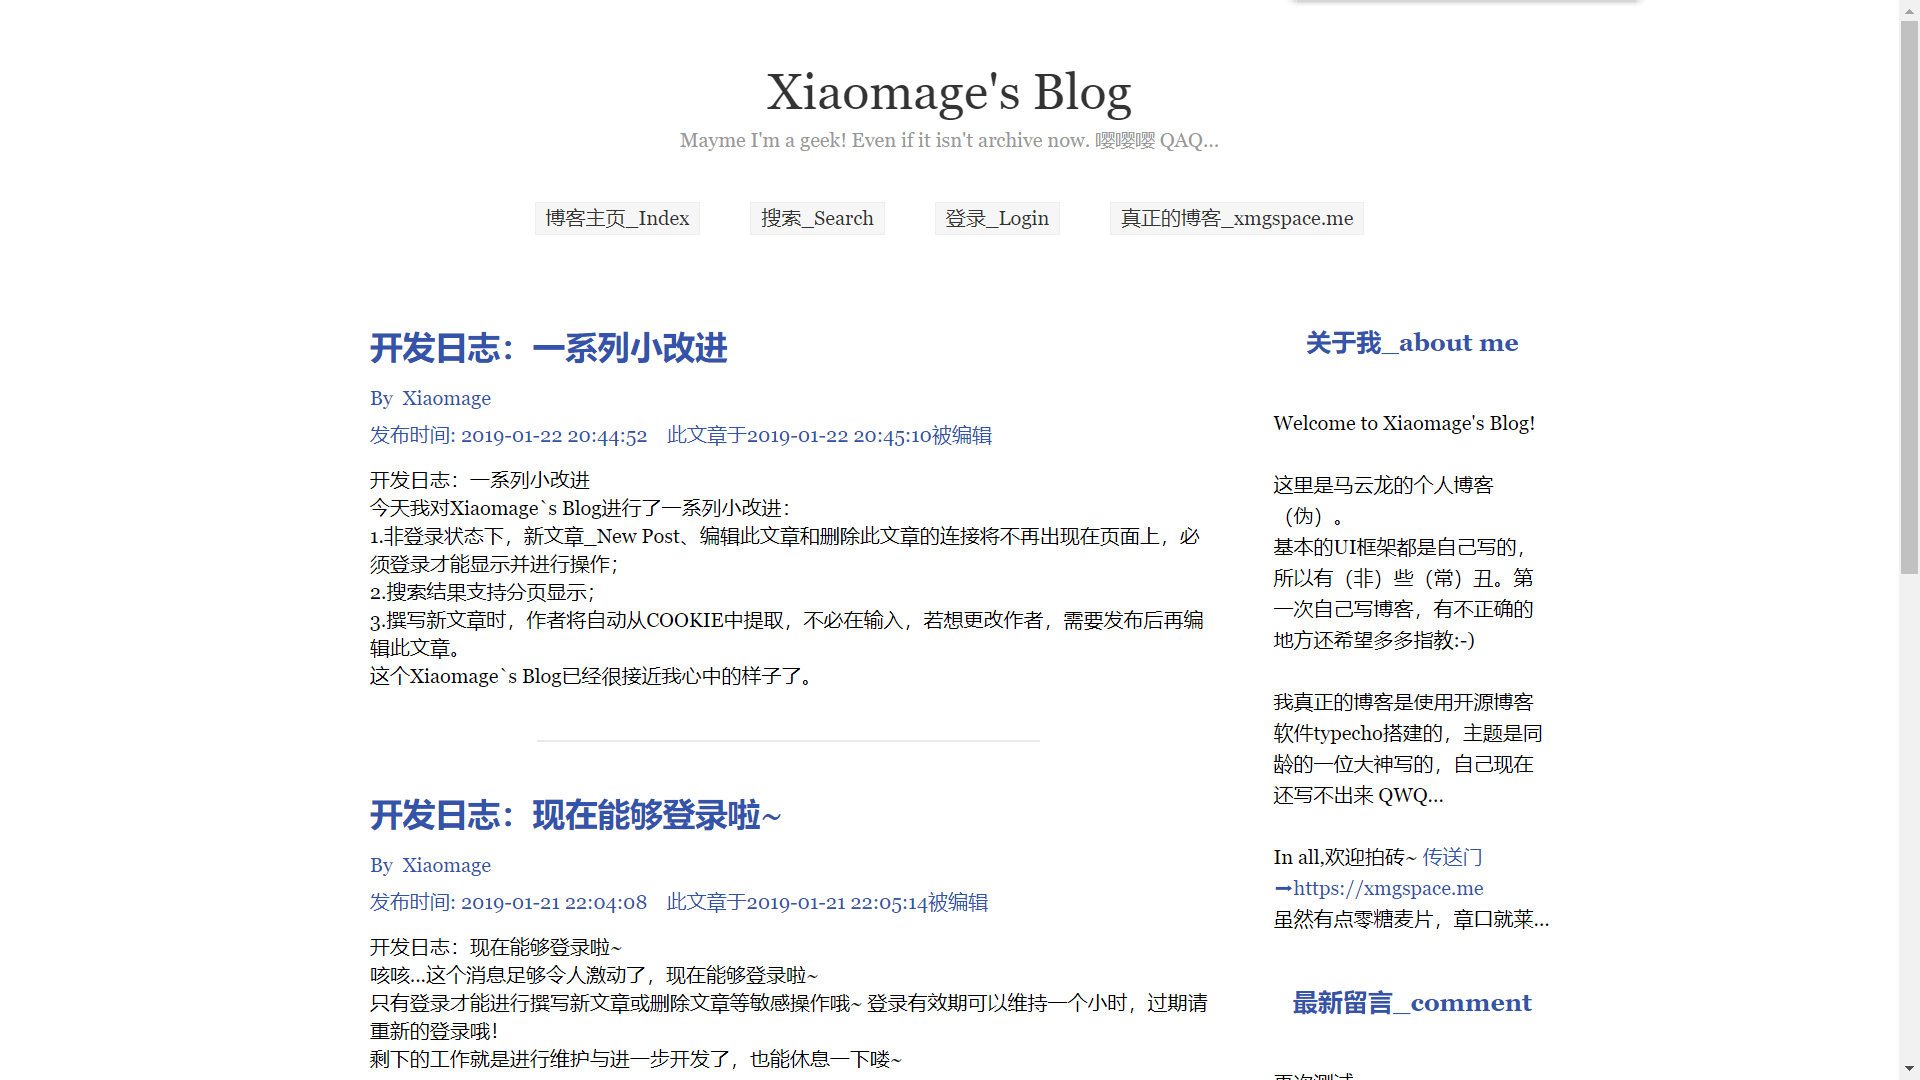 Xiaomage's Blog
Mayme I'm a geek! Even if it isn't archive now. 嘤嘤嘤 QAQ...
博客主页_Index
搜索_Search
登录_Login
真正的博客_xmgspace.me
开发日志：一系列小改进
By Xiaomage
发布时间: 2019-01-22 20:44:52 此文章于2019-01-22 20:45:10被编辑
开发日志：一系列小改进
今天我对Xiaomage`s Blog进行了一系列小改进：
1.非登录状态下，新文章_New Post、编辑此文章和删除此文章的连接将不再出现在页面上，必
须登录才能显示并进行操作；
2.搜索结果支持分页显示；
3.撰写新文章时，作者将自动从COOKIE中提取，不必在输入，若想更改作者，需要发布后再编
辑此文章。
这个Xiaomage`s Blog已经很接近我心中的样子了。
开发日志：现在能够登录啦~
By Xiaomage
发布时间: 2019-01-21 22:04:08 此文章于2019-01-21 22:05:14被编辑
开发日志：现在能够登录啦~
咳咳...这个消息足够令人激动了，现在能够登录啦~
只有登录才能进行撰写新文章或删除文章等敏感操作哦~ 登录有效期可以维持一个小时，过期请
重新的登录哦！
剩下的工作就是进行维护与进一步开发了，也能休息一下喽~
关于我_about me
Welcome to Xiaomage's Blog!
这里是马云龙的个人博客
（伪）。
基本的UI框架都是自己写的，
所以有（非）些（常）丑。第
一次自己写博客，有不正确的
地方还希望多多指教:-)
我真正的博客是使用开源博客
软件typecho搭建的，主题是同
龄的一位大神写的，自己现在
还写不出来 QWQ...
In all,欢迎拍砖~ 传送门
➞https://xmgspace.me
虽然有点零糖麦片，章口就莱...
最新留言_comment
再次测试